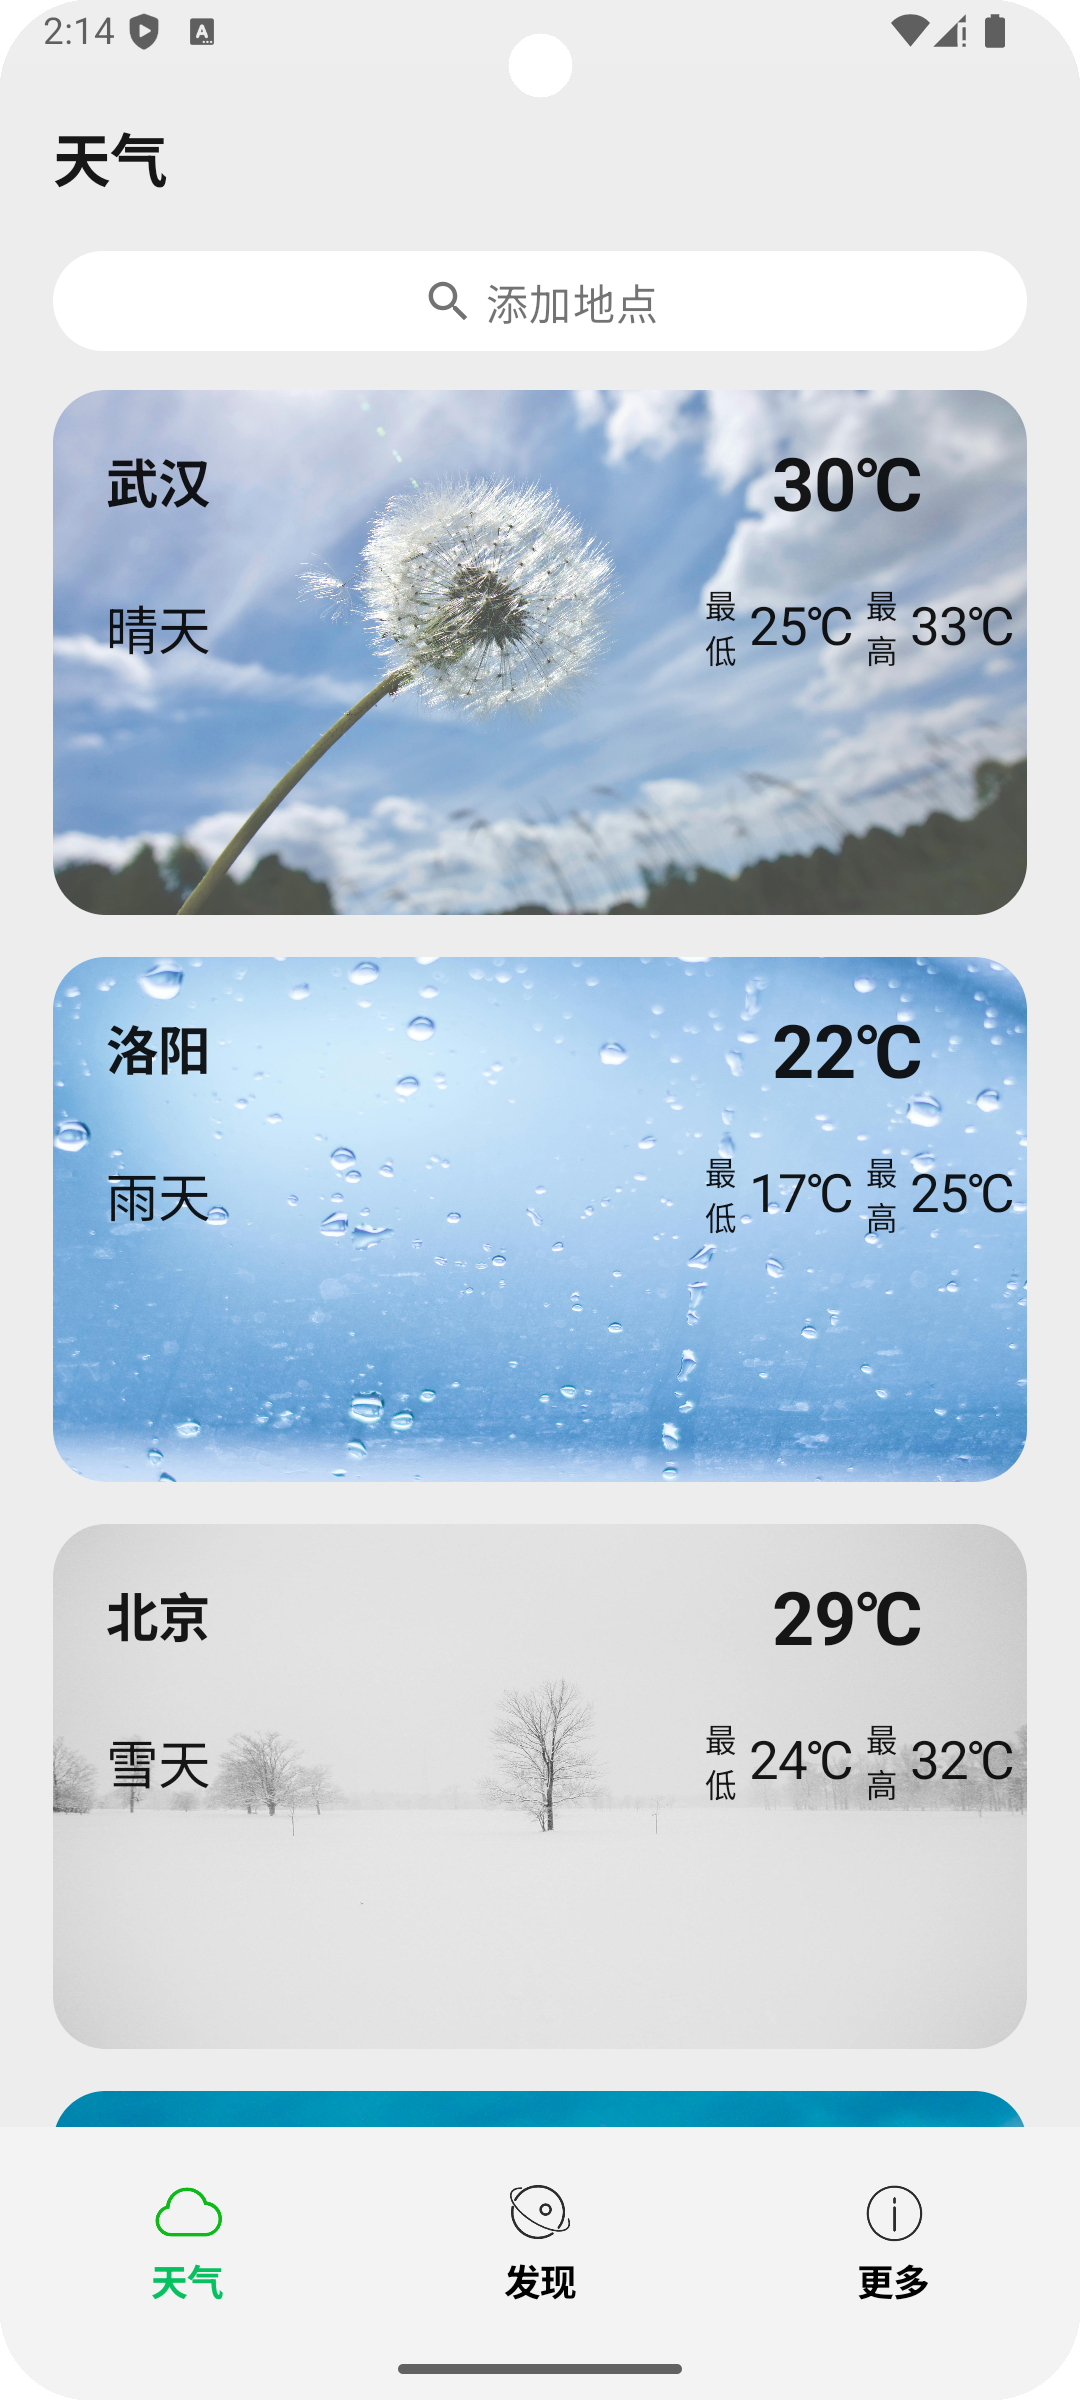 2:14
天气
添加地点
武汉
30℃
晴天
最低 25℃ 最高 33℃
洛阳
22℃
雨天
最低 17℃ 最高 25℃
北京
29℃
雪天
最低 24℃ 最高 32℃
天气
发现
更多